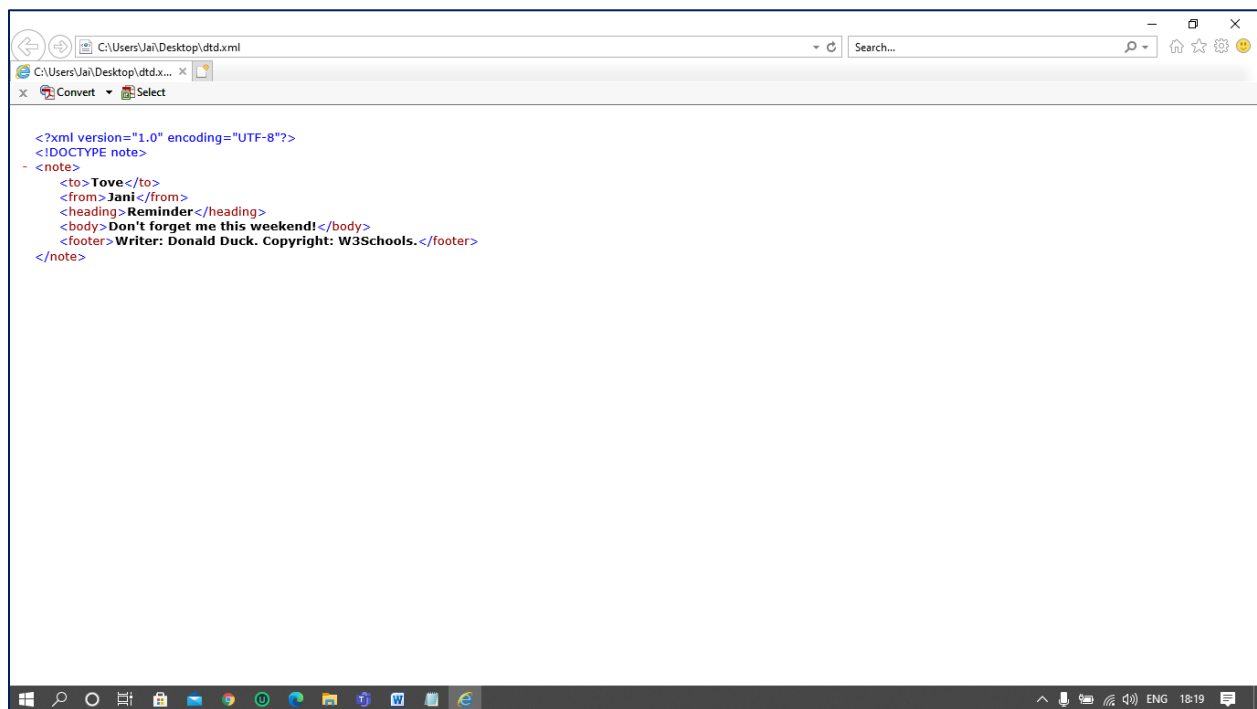 C:\Users\Jai\Desktop\dtd.xml
Search...
C:\Users\Jai\Desktop\dtd.x...
Convert
Select
<?xml version="1.0" encoding="UTF-8"?>
<!DOCTYPE note>
- <note>
<to>Tove</to>
<from>Jani</from>
<heading>Reminder</heading>
<body>Don't forget me this weekend!</body>
<footer>Writer: Donald Duck. Copyright: W3Schools.</footer>
</note>
ENG 18:19